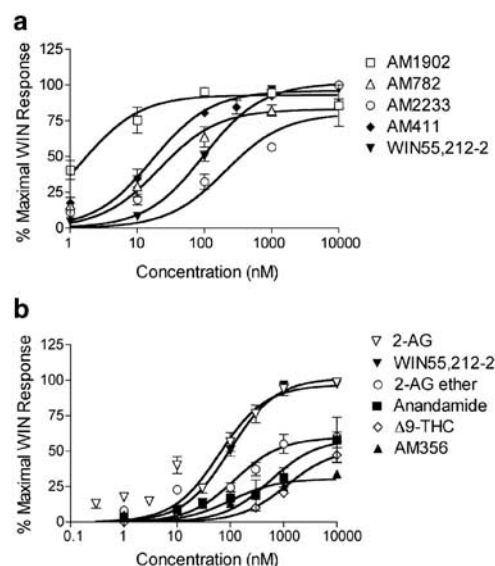 a
% Maximal WIN Response
125
100
75
50
25
0
1
10
100
1000
10000
Concentration (nM)
AM1902
AM782
AM2233
AM411
WIN55,212-2
b
% Maximal WIN Response
125
100
75
50
25
0
0.1
1
10
100
1000
10000
Concentration (nM)
2-AG
WIN55,212-2
2-AG ether
Anandamide
Δ9-THC
AM356